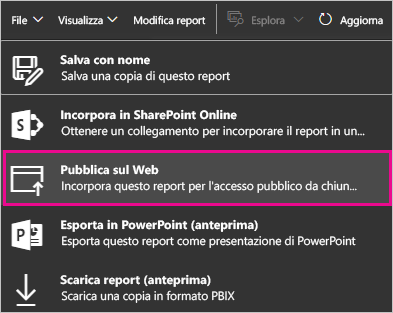 File Visualizza Modifica report Esplora Aggiorna
Salva con nome
Salva una copia di questo report
Incorpora in SharePoint Online
Ottenere un collegamento per incorporare il report in un...
Pubblica sul Web
Incorpora questo report per l'accesso pubblico da chiun...
Esporta in PowerPoint (anteprima)
Esporta questo report come presentazione di PowerPoint
Scarica report (anteprima)
Scarica una copia in formato PBIX